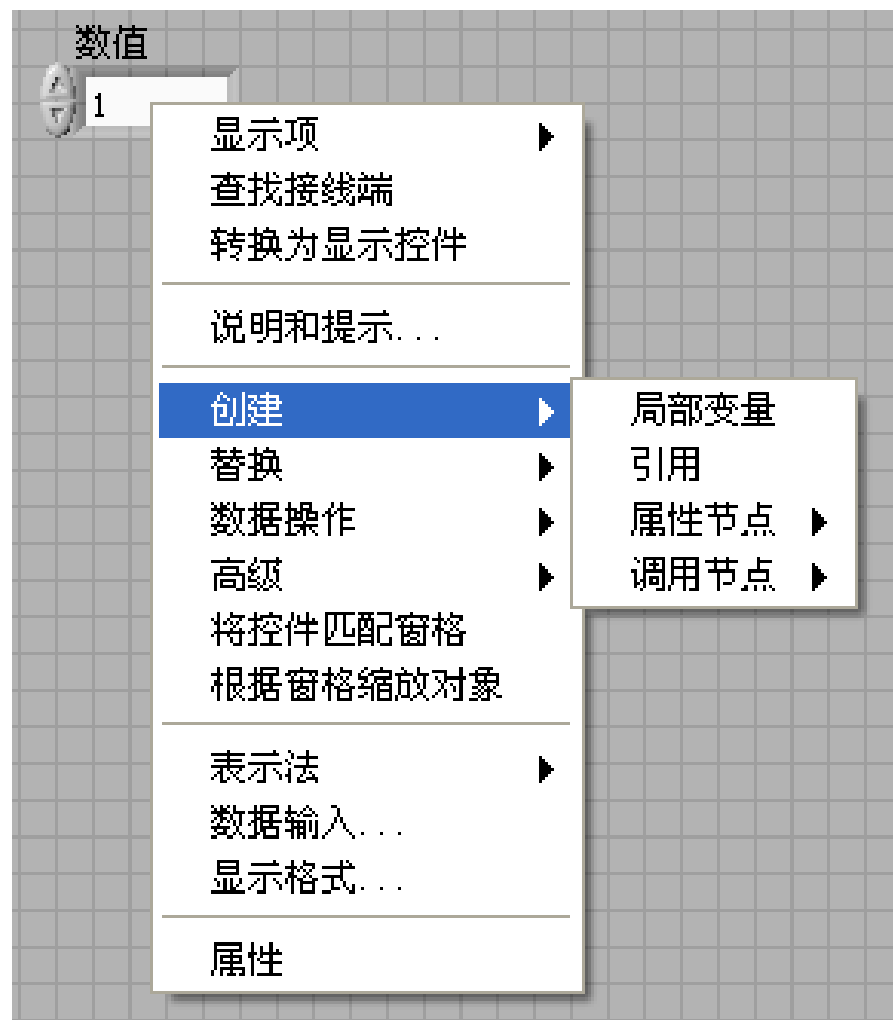 数值
1
显示项
查找接线端
转换为显示控件
说明和提示...
创建
局部变量
引用
属性节点
调用节点
替换
数据操作
高级
将控件匹配窗格
根据窗格缩放对象
表示法
数据输入...
显示格式...
属性